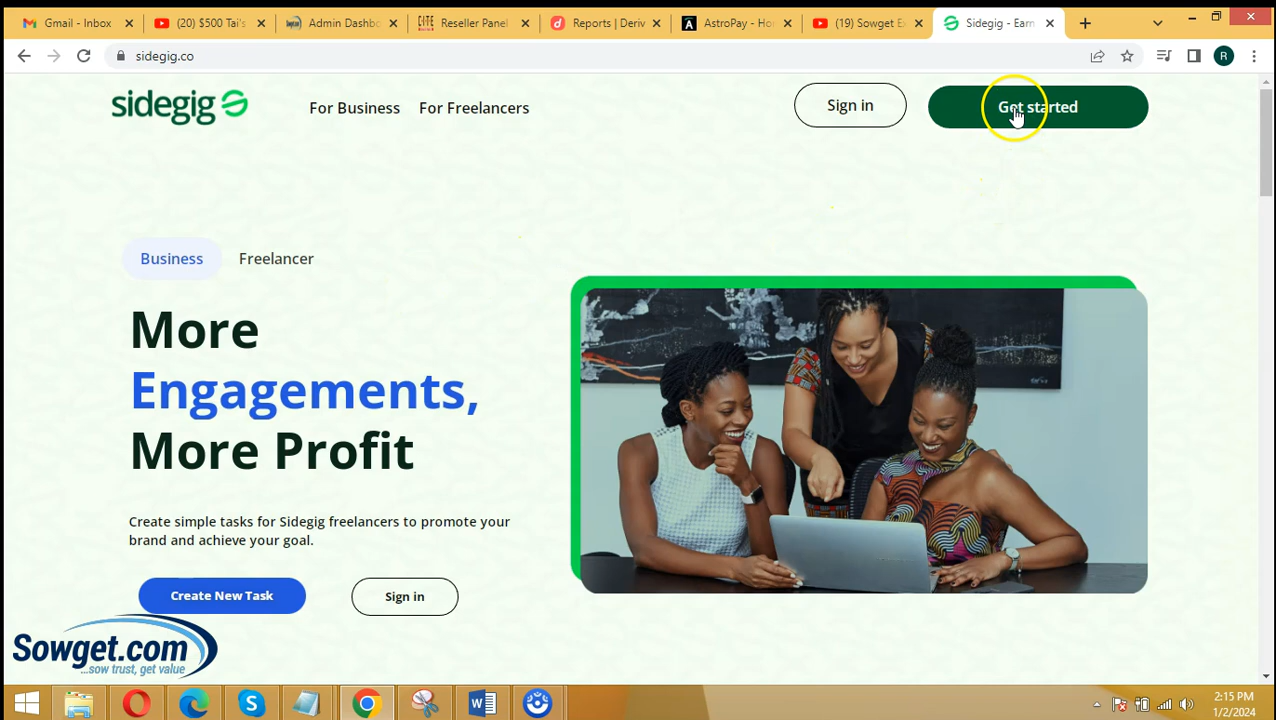 Gmail - Inbox
(20) $500 Tai's
Admin Dashbo
Reseller Panel
Reports | Deriv
AstroPay - Ho
(19) Sowget E
Sidegig - Earn
sidegig.co
R
sidegig
For Business
For Freelancers
Sign in
Get started
Business
Freelancer
More
Engagements,
More Profit
Create simple tasks for Sidegig freelancers to promote your
brand and achieve your goal.
Create New Task
Sign in
Sowget.com
...sow trust, get value
2:15 PM
1/2/2024